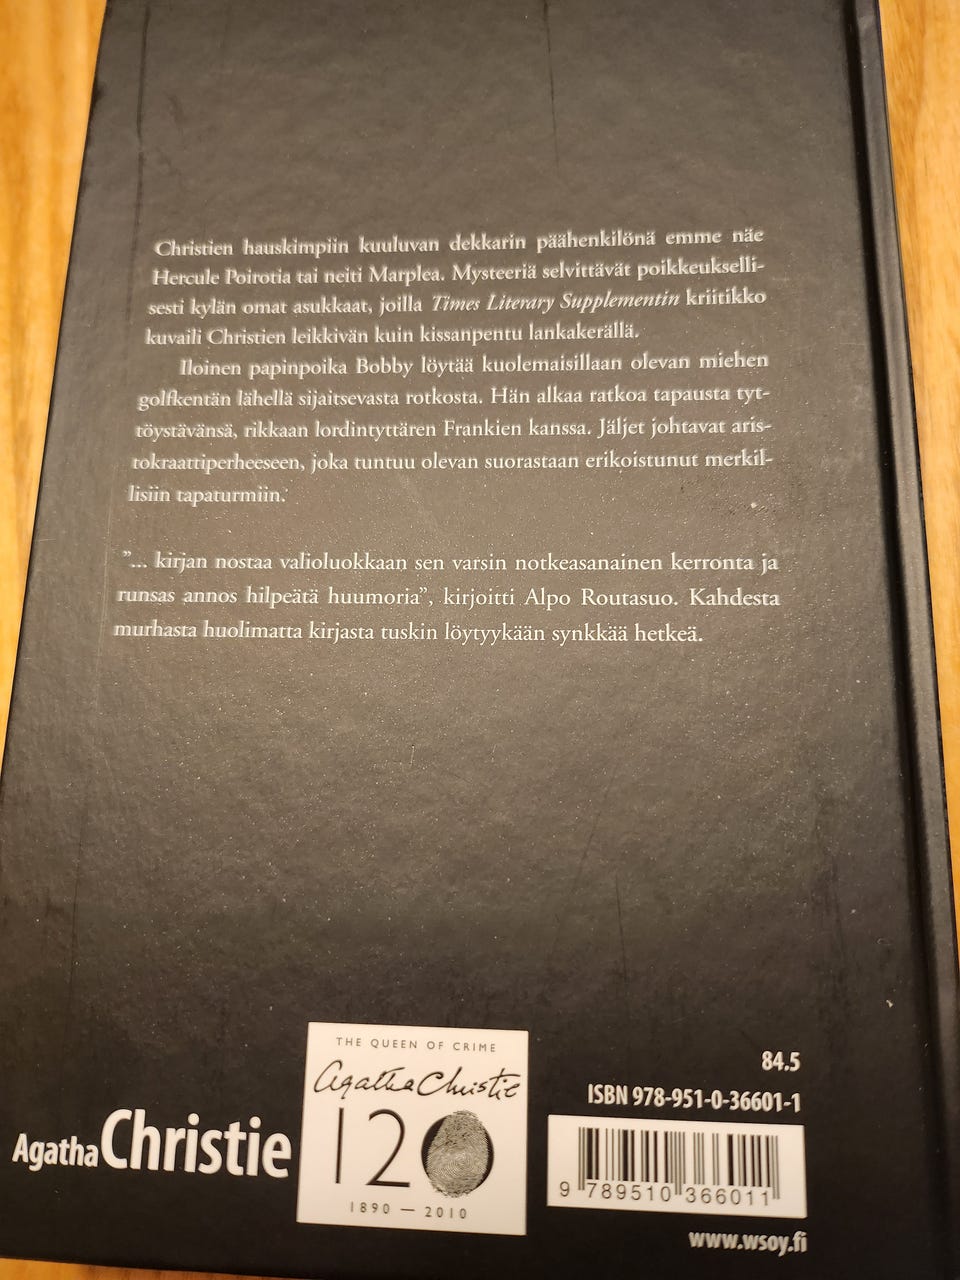 Christien hauskimpiin kuuluvan dekkarin päähenkilönä emme näe
Hercule Poirotia tai neiti Marplea. Mysteeriä selvittävät poikkeukselli-
sesti kylän omat asukkaat, joilla Times Literary Supplementin kriitikko
kuvaili Christien leikkivän kuin kissanpentu lankakerällä.
Iloinen papinpoika Bobby löytää kuolemaisillaan olevan miehen
golfkentän lähellä sijaitsevasta rotkosta. Hän alkaa ratkoa tapausta tyt-
töystävänsä, rikkaan lordintyttären Frankien kanssa. Jäljet johtavat aris-
tokraattiperheeseen, joka tuntuu olevan suorastaan erikoistunut merkil-
lisiin tapaturmiin.
"... kirjan nostaa valioluokkaan sen varsin notkeasanainen kerronta ja
runsas annos hilpeätä huumoria", kirjoitti Alpo Routasuo. Kahdesta
murhasta huolimatta kirjasta tuskin löytyykään synkkää hetkeä.
Agatha Christie
THE QUEEN OF CRIME
Agatha Christie
120
1890 — 2010
84.5
ISBN 978-951-0-36601-1
9 789510 366011
www.wsoy.fi